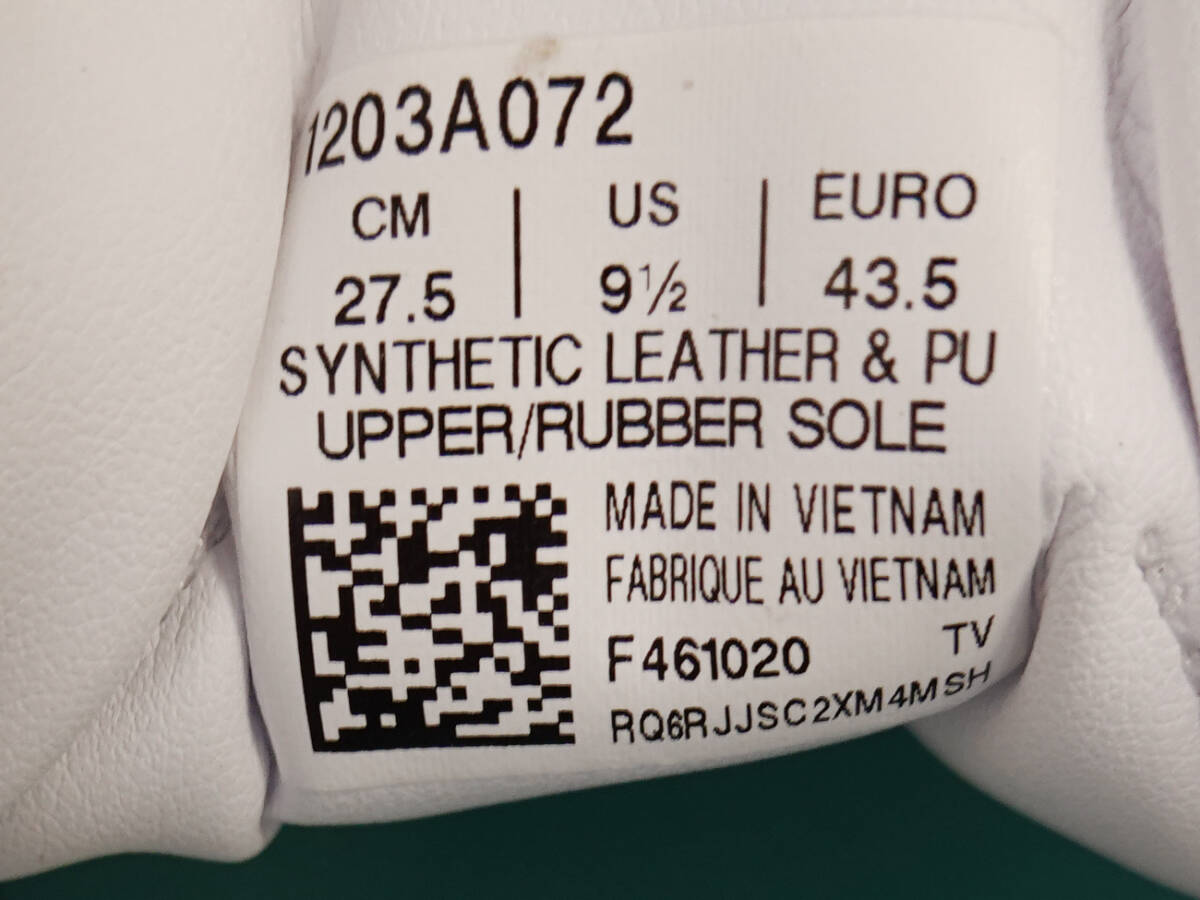 1203A072
CM | US | EURO
27.5 | 9½ | 43.5
SYNTHETIC LEATHER & PU
UPPER/RUBBER SOLE
MADE IN VIETNAM
FABRIQUE AU VIETNAM
F461020 TV
RQ6RJJSC2XM4MSH